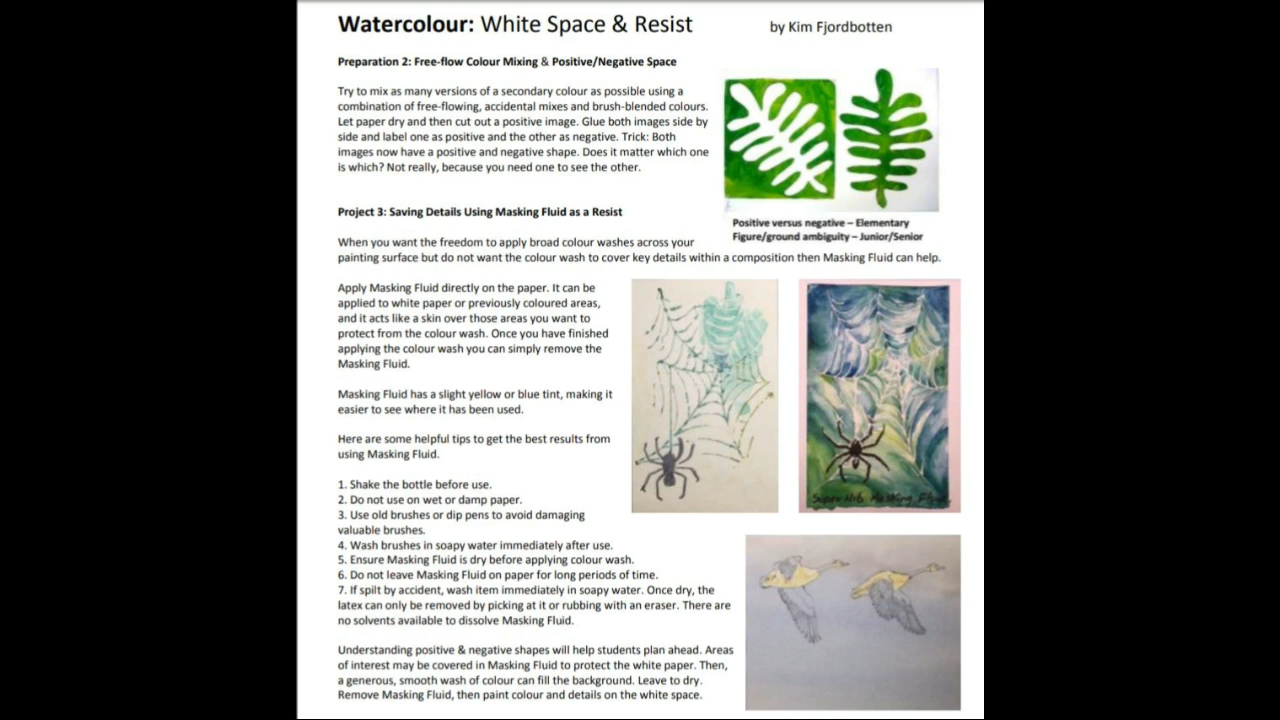 Watercolour: White Space & Resist
by Kim Fjordbotten
Preparation 2: Free-flow Colour Mixing & Positive/Negative Space
Try to mix as many versions of a secondary colour as possible using a
combination of free-flowing, accidental mixes and brush-blended colours.
Let paper dry and then cut out a positive image. Glue both images side by
side and label one as positive and the other as negative. Trick: Both
images now have a positive and negative shape. Does it matter which one
is which? Not really, because you need one to see the other.
Positive versus negative – Elementary
Figure/ground ambiguity – Junior/Senior
Project 3: Saving Details Using Masking Fluid as a Resist
When you want the freedom to apply broad colour washes across your
painting surface but do not want the colour wash to cover key details within a composition then Masking Fluid can help.
Apply Masking Fluid directly on the paper. It can be
applied to white paper or previously coloured areas,
and it acts like a skin over those areas you want to
protect from the colour wash. Once you have finished
applying the colour wash you can simply remove the
Masking Fluid.
Masking Fluid has a slight yellow or blue tint, making it
easier to see where it has been used.
Here are some helpful tips to get the best results from
using Masking Fluid.
1. Shake the bottle before use.
2. Do not use on wet or damp paper.
3. Use old brushes or dip pens to avoid damaging
valuable brushes.
4. Wash brushes in soapy water immediately after use.
5. Ensure Masking Fluid is dry before applying colour wash.
6. Do not leave Masking Fluid on paper for long periods of time.
7. If spilt by accident, wash item immediately in soapy water. Once dry, the
latex can only be removed by picking at it or rubbing with an eraser. There are
no solvents available to dissolve Masking Fluid.
Understanding positive & negative shapes will help students plan ahead. Areas
of interest may be covered in Masking Fluid to protect the white paper. Then,
a generous, smooth wash of colour can fill the background. Leave to dry.
Remove Masking Fluid, then paint colour and details on the white space.
Super Nib Masking Fluid